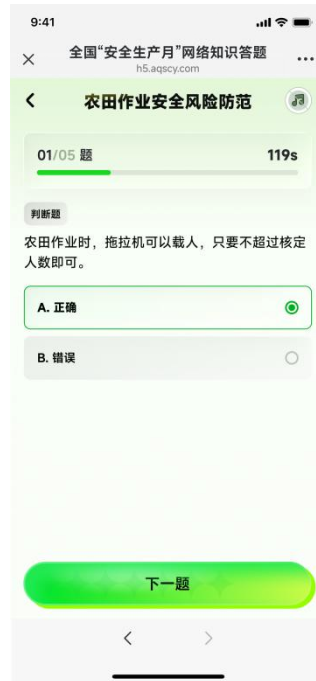 9:41
全国“安全生产月”网络知识答题
h5.aqscy.com
农田作业安全风险防范
01/05 题
119s
判断题
农田作业时，拖拉机可以载人，只要不超过核定
人数即可。
A. 正确
B. 错误
下一题